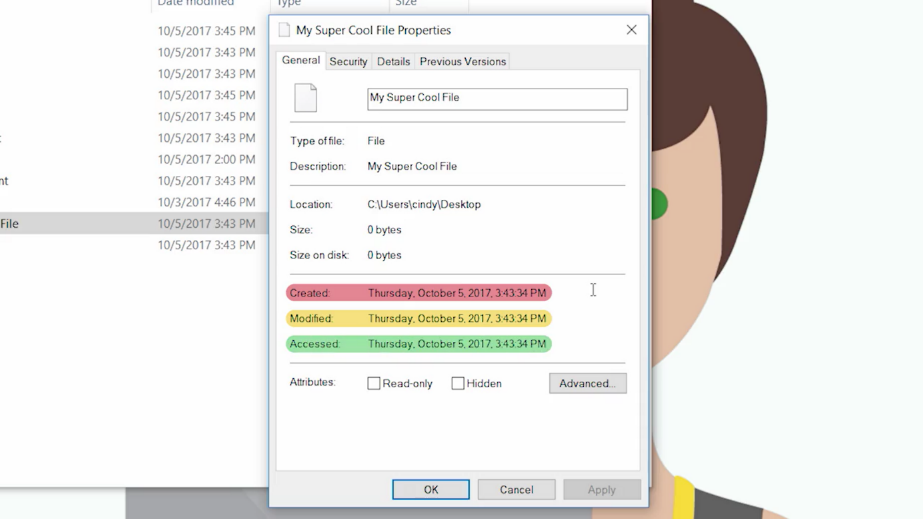 Date modified Type Size
My Super Cool File Properties
10/5/2017 3:45 PM
10/5/2017 3:43 PM
10/5/2017 3:43 PM
10/5/2017 3:45 PM
10/5/2017 3:45 PM
10/5/2017 3:43 PM
10/5/2017 2:00 PM
nt 10/5/2017 3:43 PM
10/3/2017 4:46 PM
File 10/5/2017 3:43 PM
10/5/2017 3:43 PM
General Security Details Previous Versions
My Super Cool File
Type of file: File
Description: My Super Cool File
Location: C:\Users\cindy\Desktop
Size: 0 bytes
Size on disk: 0 bytes
Created: Thursday, October 5, 2017, 3:43:34 PM
Modified: Thursday, October 5, 2017, 3:43:34 PM
Accessed: Thursday, October 5, 2017, 3:43:34 PM
Attributes: Read-only Hidden Advanced...
OK Cancel Apply